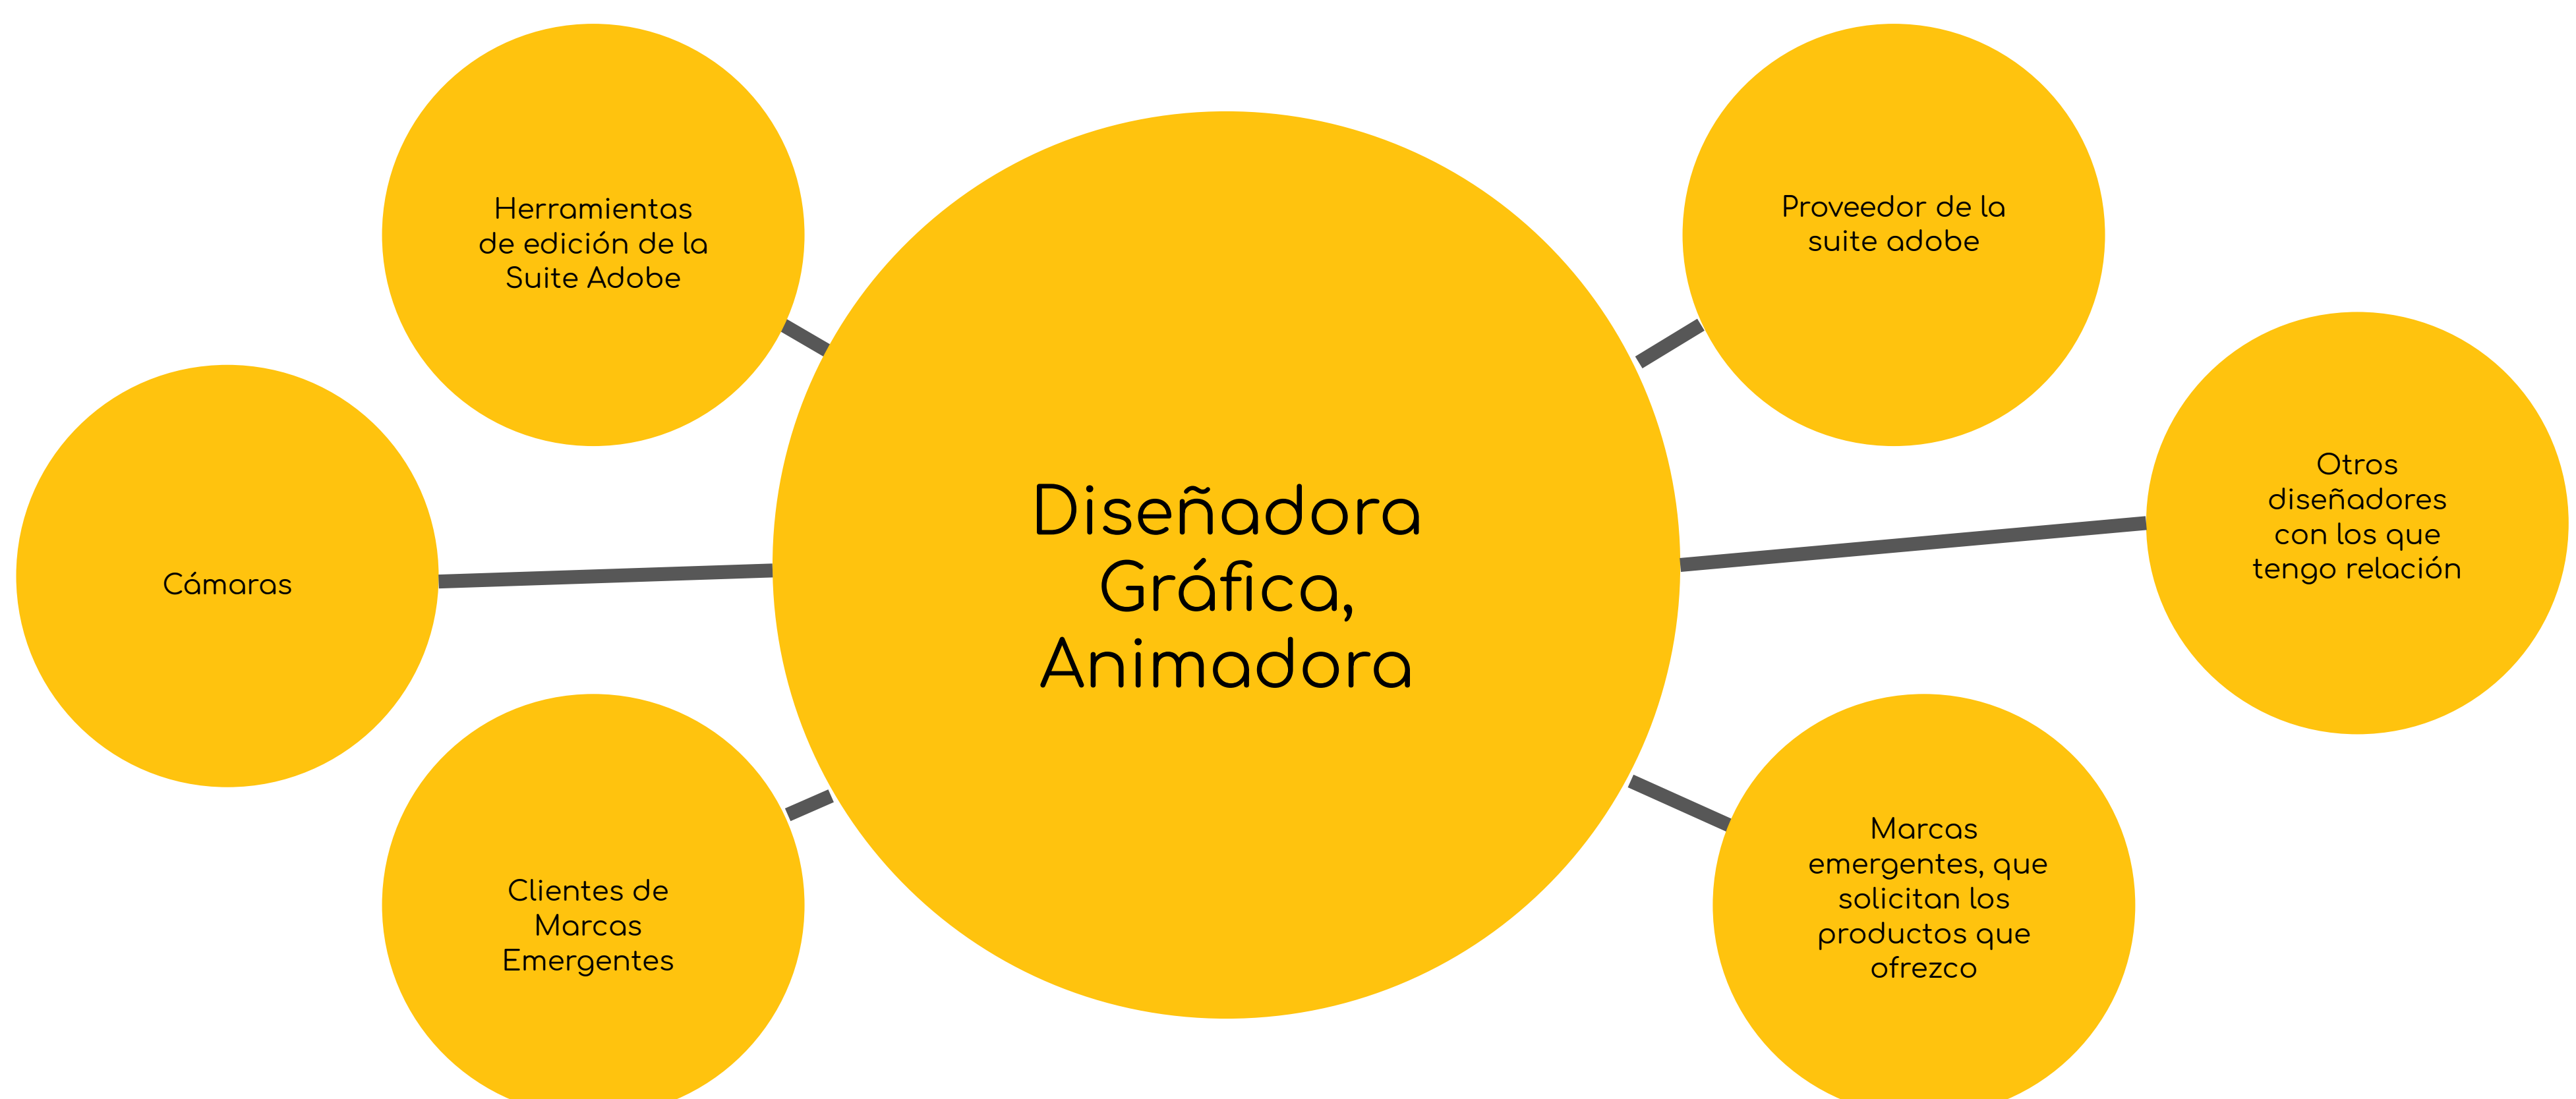 Herramientas
de edición de la
Suite Adobe
Proveedor de la
suite adobe
Cámaras
Diseñadora
Gráfica,
Animadora
Otros
diseñadores
con los que
tengo relación
Clientes de
Marcas
Emergentes
Marcas
emergentes, que
solicitan los
productos que
ofrezco